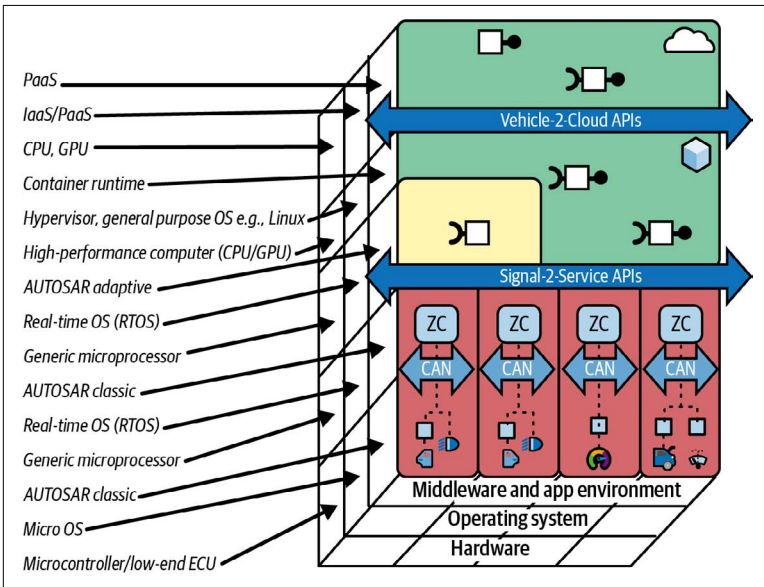 PaaS
IaaS/PaaS
CPU, GPU
Container runtime
Hypervisor, general purpose OS e.g., Linux
High-performance computer (CPU/GPU)
AUTOSAR adaptive
Real-time OS (RTOS)
Generic microprocessor
AUTOSAR classic
Real-time OS (RTOS)
Generic microprocessor
AUTOSAR classic
Micro OS
Microcontroller/low-end ECU
Vehicle-2-Cloud APIs
Signal-2-Service APIs
ZC
ZC
ZC
ZC
CAN
CAN
CAN
CAN
Middleware and app environment
Operating system
Hardware